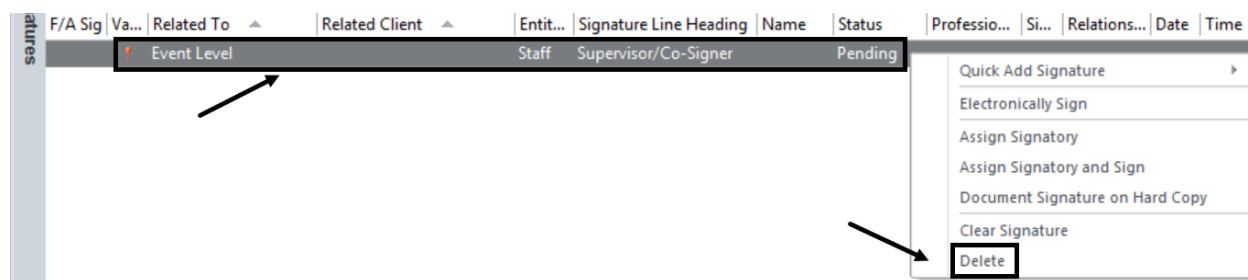 F/A Sig Va... Related To Related Client Entit... Signature Line Heading Name Status Professio... Si... Relations... Date Time
atures
Event Level Staff Supervisor/Co-Signer Pending
Quick Add Signature
Electronically Sign
Assign Signatory
Assign Signatory and Sign
Document Signature on Hard Copy
Clear Signature
Delete